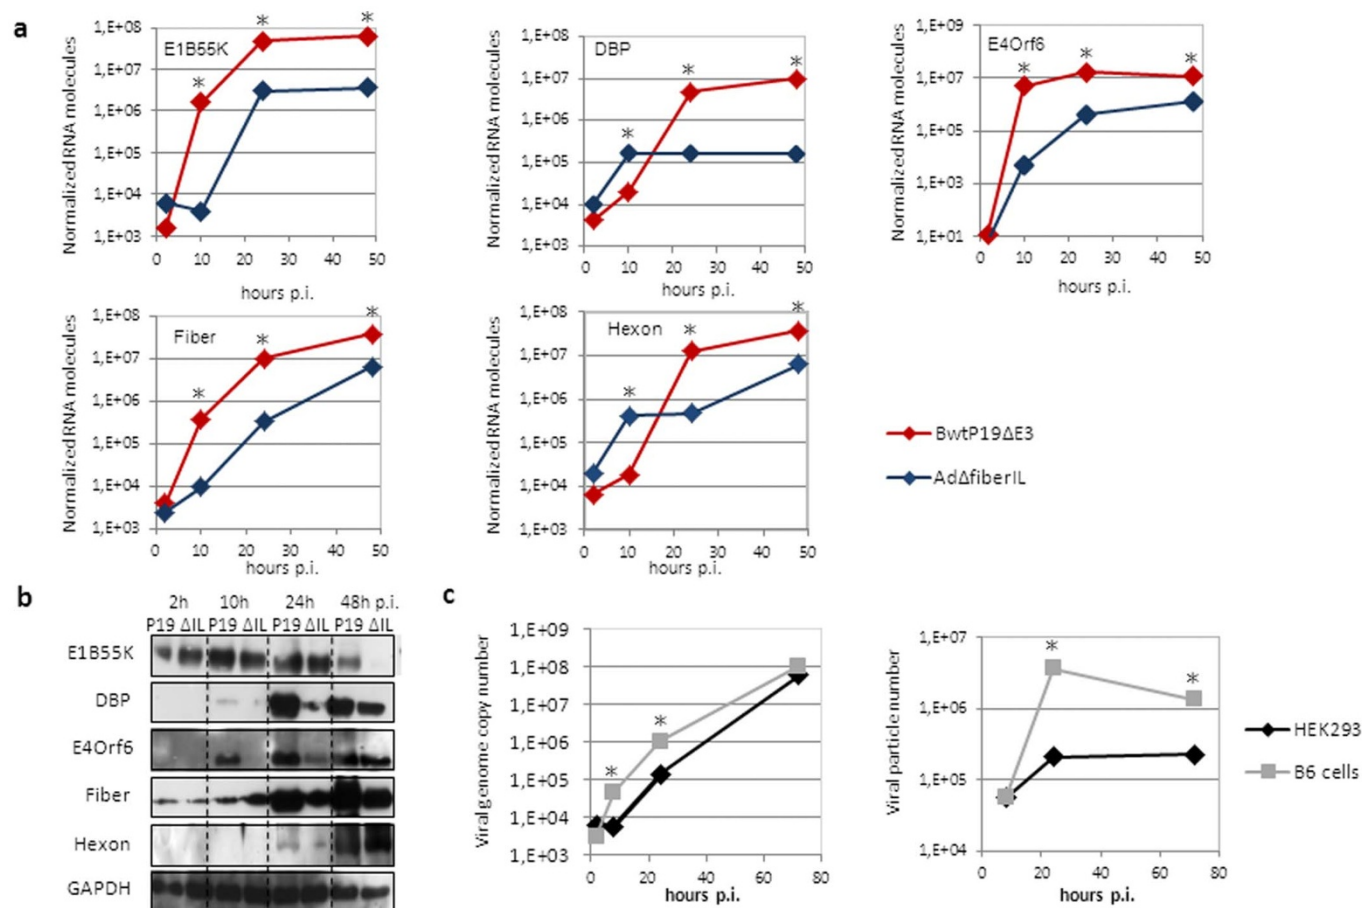 a
E1B55K
Normalized RNA molecules
1,E+08
1,E+07
1,E+06
1,E+05
1,E+04
1,E+03
0 10 20 30 40 50
hours p.i.
* * *
DBP
Normalized RNA molecules
1,E+08
1,E+07
1,E+06
1,E+05
1,E+04
1,E+03
0 10 20 30 40 50
hours p.i.
* * *
E4Orf6
Normalized RNA molecules
1,E+09
1,E+07
1,E+05
1,E+03
1,E+01
0 10 20 30 40 50
hours p.i.
* * *
Fiber
Normalized RNA molecules
1,E+08
1,E+07
1,E+06
1,E+05
1,E+04
1,E+03
0 10 20 30 40 50
hours p.i.
* * *
Hexon
Normalized RNA molecules
1,E+08
1,E+07
1,E+06
1,E+05
1,E+04
1,E+03
0 10 20 30 40 50
hours p.i.
* * *
BwtP19ΔE3
AdΔfiberIL
b
2h 10h 24h 48h p.i.
P19 ΔIL P19 ΔIL P19 ΔIL P19 ΔIL
E1B55K
DBP
E4Orf6
Fiber
Hexon
GAPDH
c
Viral genome copy number
1,E+09
1,E+08
1,E+07
1,E+06
1,E+05
1,E+04
1,E+03
0 20 40 60 80
hours p.i.
* *
Viral particle number
1,E+07
1,E+06
1,E+05
1,E+04
0 20 40 60 80
hours p.i.
* *
HEK293
B6 cells